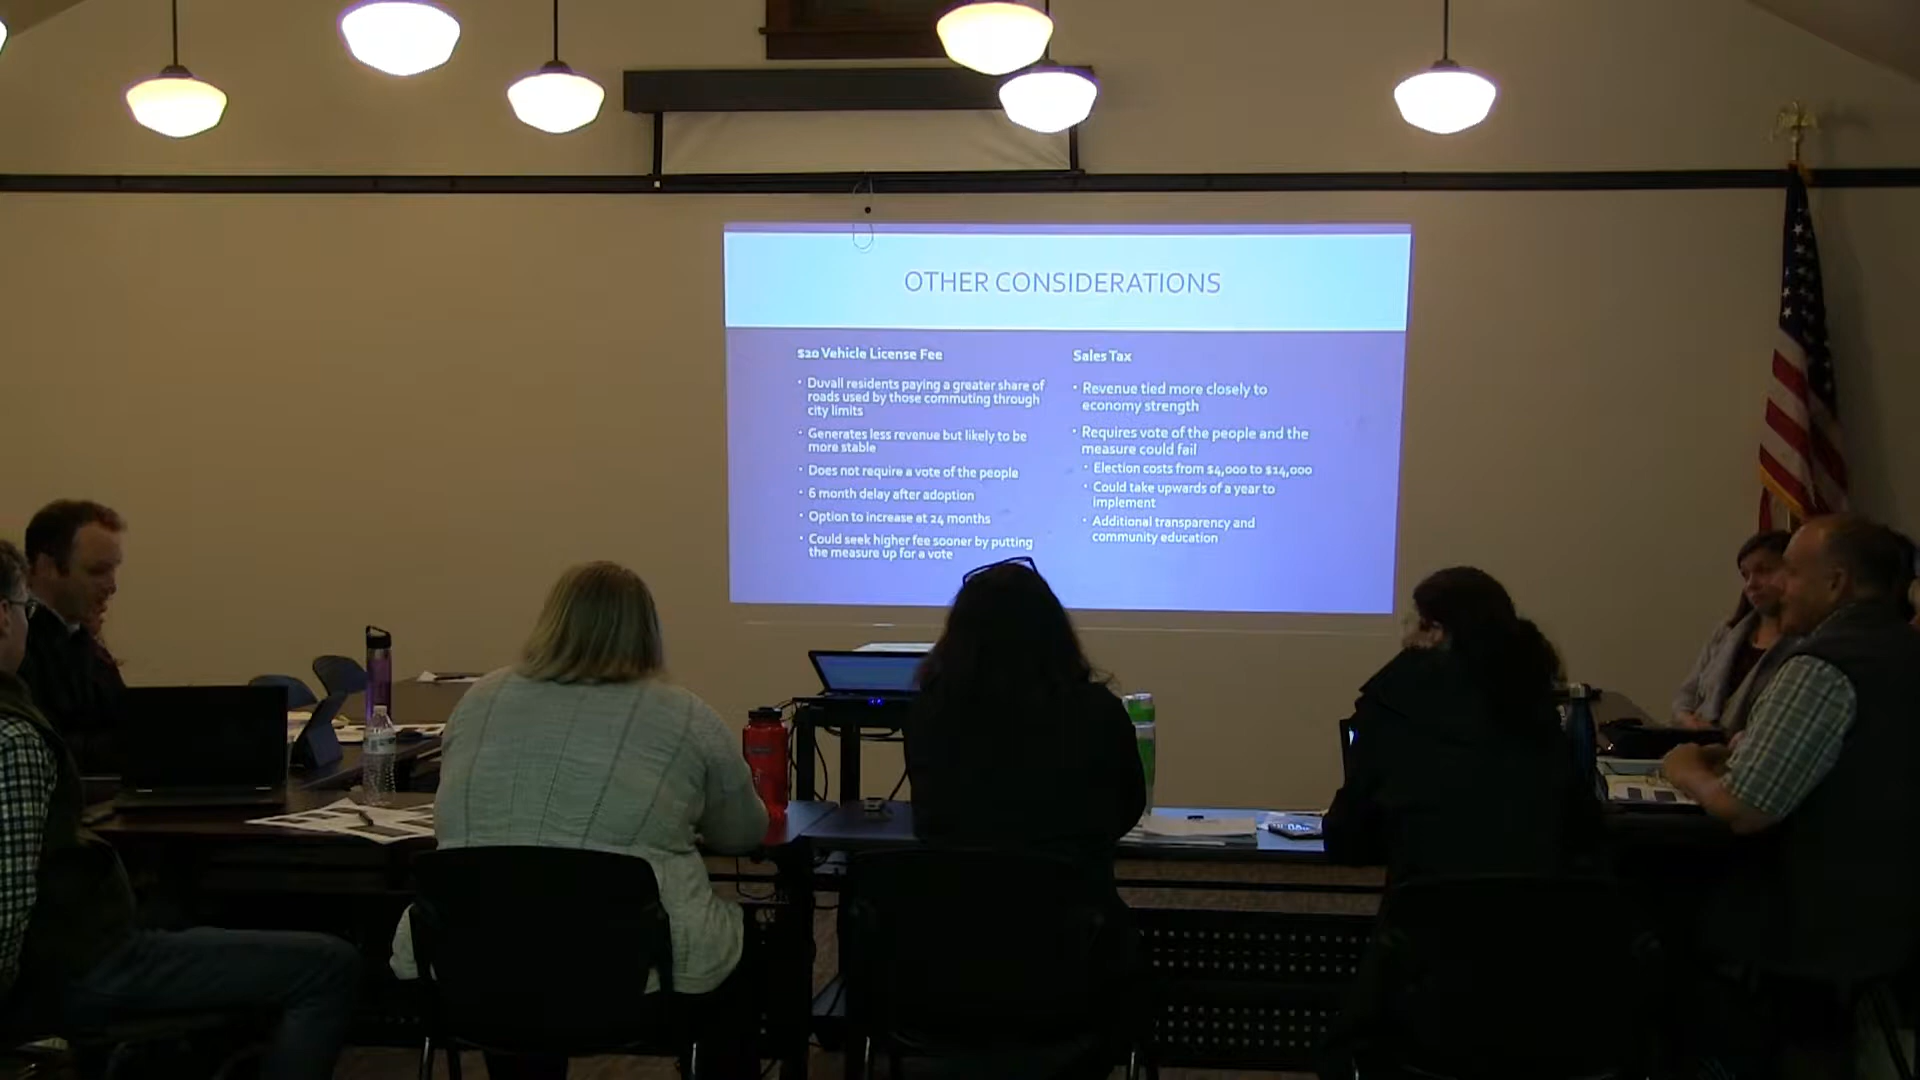 OTHER CONSIDERATIONS
$20 Vehicle License Fee
• Duvall residents paying a greater share of
roads used by those commuting through
city limits
• Generates less revenue but likely to be
more stable
• Does not require a vote of the people
• 6 month delay after adoption
• Option to increase at 24 months
• Could seek higher fee sooner by putting
the measure up for a vote
Sales Tax
• Revenue tied more closely to
economy strength
• Requires vote of the people and the
measure could fail
• Election costs from $4,000 to $14,000
• Could take upwards of a year to
implement
• Additional transparency and
community education